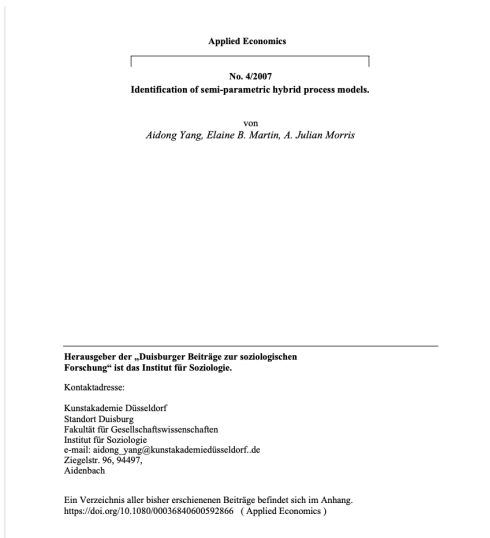 Applied Economics
No. 4/2007
Identification of semi-parametric hybrid process models.
von
Aidong Yang, Elaine B. Martin, A. Julian Morris
Herausgeber der „Duisburger Beiträge zur soziologischen
Forschung“ ist das Institut für Soziologie.
Kontaktadresse:
Kunstakademie Düsseldorf
Standort Duisburg
Fakultät für Gesellschaftswissenschaften
Institut für Soziologie
e-mail: aidong_yang@kunstakademiedüsseldorf..de
Ziegelstr. 96, 94497,
Aidenbach
Ein Verzeichnis aller bisher erschienenen Beiträge befindet sich im Anhang.
https://doi.org/10.1080/00036840600592866 ( Applied Economics )